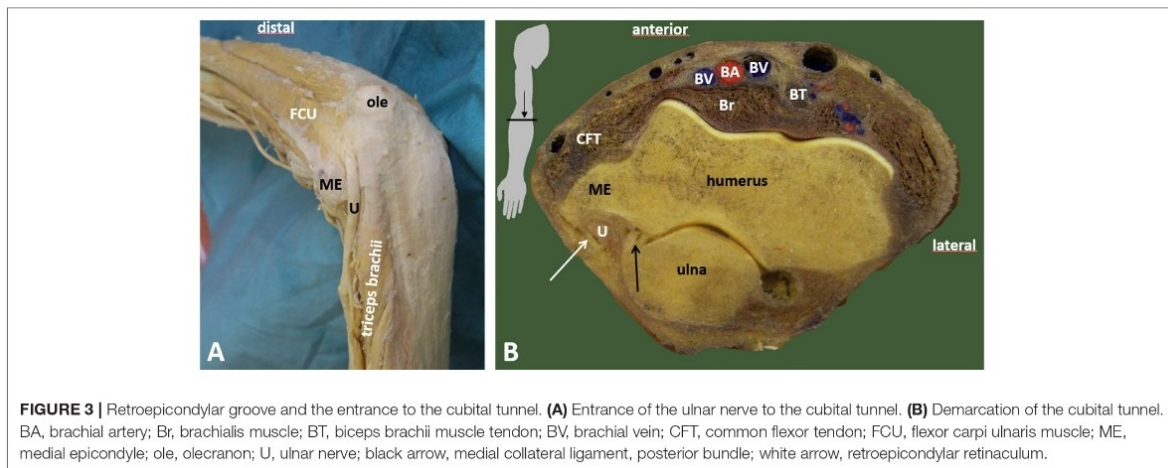 distal
ole
FCU
ME
U
triceps brachii
A
anterior
BV
BA
BV
BT
Br
CFT
ME
humerus
U
lateral
ulna
B
FIGURE 3 | Retroepicondylar groove and the entrance to the cubital tunnel. (A) Entrance of the ulnar nerve to the cubital tunnel. (B) Demarcation of the cubital tunnel.
BA, brachial artery; Br, brachialis muscle; BT, biceps brachii muscle tendon; BV, brachial vein; CFT, common flexor tendon; FCU, flexor carpi ulnaris muscle; ME,
medial epicondyle; ole, olecranon; U, ulnar nerve; black arrow, medial collateral ligament, posterior bundle; white arrow, retroepicondylar retinaculum.